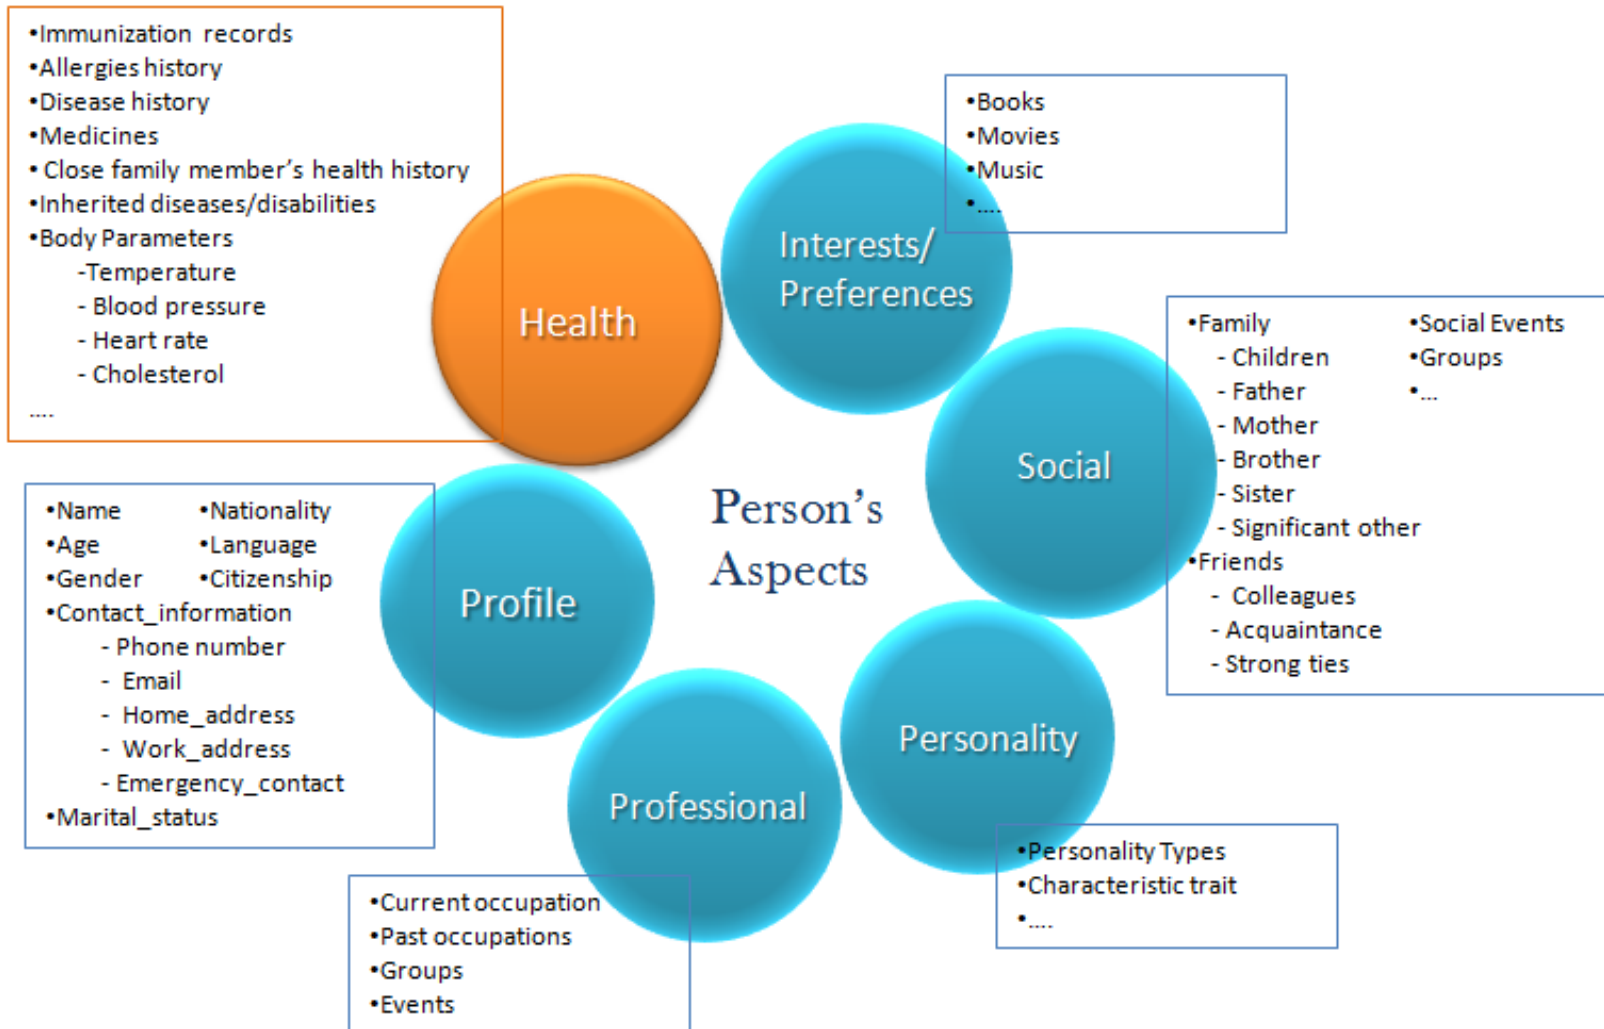 •Immunization records
•Allergies history
•Disease history
•Medicines
• Close family member's health history
•Inherited diseases/disabilities
•Body Parameters
-Temperature
- Blood pressure
- Heart rate
- Cholesterol
....
Health
Interests/
Preferences
•Books
•Movies
•Music
•....
Social
•Family
- Children
- Father
- Mother
- Brother
- Sister
- Significant other
•Friends
- Colleagues
- Acquaintance
- Strong ties
•Social Events
•Groups
•...
Person's
Aspects
Profile
•Name •Nationality
•Age •Language
•Gender •Citizenship
•Contact_information
- Phone number
- Email
- Home_address
- Work_address
- Emergency_contact
•Marital_status
Personality
•Personality Types
•Characteristic trait
•....
Professional
•Current occupation
•Past occupations
•Groups
•Events